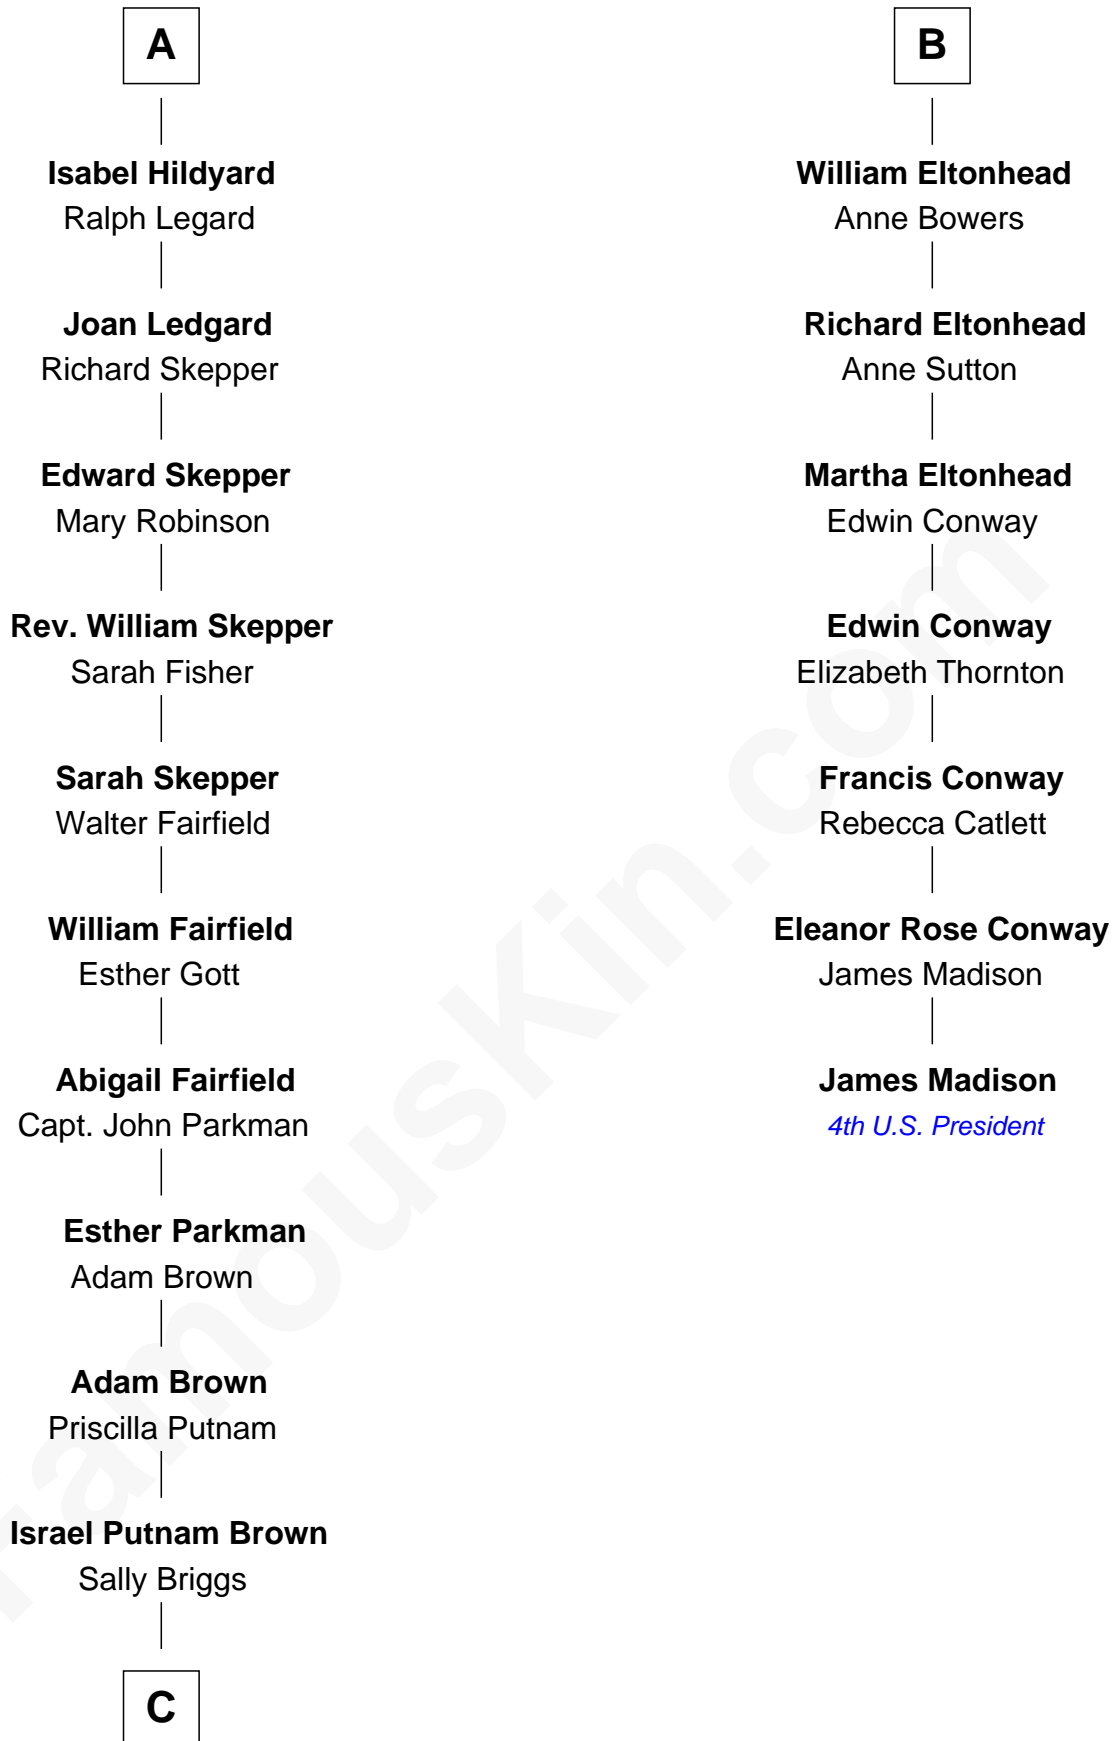 A
Isabel Hildyard
Ralph Legard
Joan Ledgard
Richard Skepper
Edward Skepper
Mary Robinson
Rev. William Skepper
Sarah Fisher
Sarah Skepper
Walter Fairfield
William Fairfield
Esther Gott
Abigail Fairfield
Capt. John Parkman
Esther Parkman
Adam Brown
Adam Brown
Priscilla Putnam
Israel Putnam Brown
Sally Briggs
C
B
William Eltonhead
Anne Bowers
Richard Eltonhead
Anne Sutton
Martha Eltonhead
Edwin Conway
Edwin Conway
Elizabeth Thornton
Francis Conway
Rebecca Catlett
Eleanor Rose Conway
James Madison
James Madison
4th U.S. President
FamousKin.com